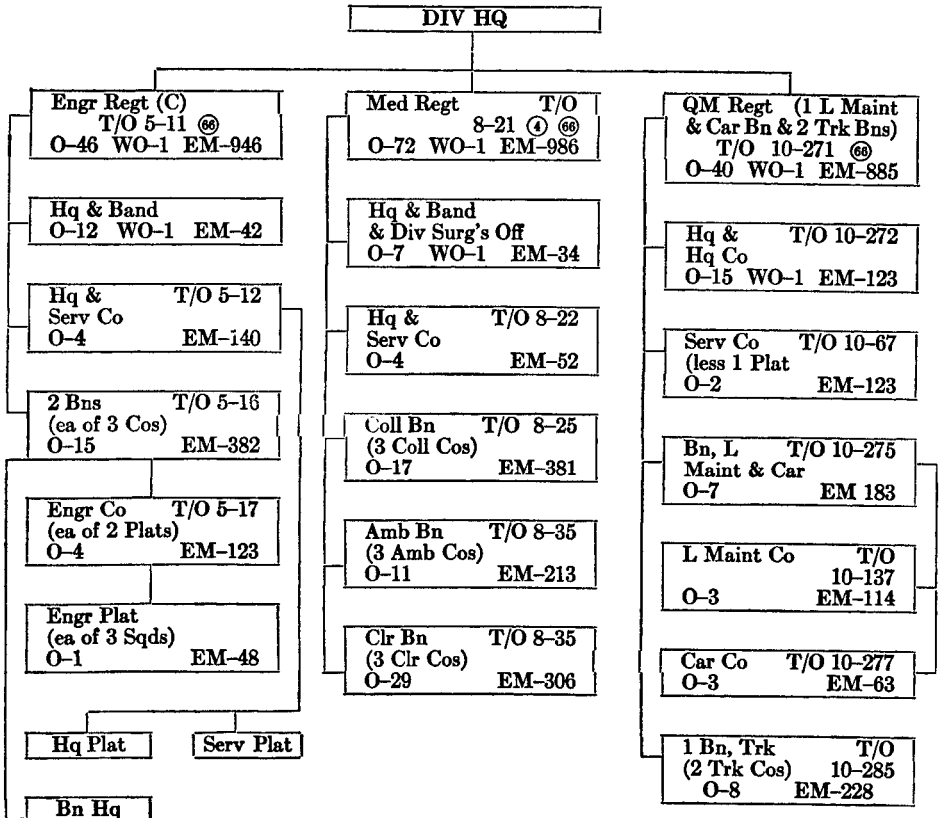 DIV HQ
Engr Regt (C)
T/O 5–11 ㊿66
O–46 WO–1 EM–946
Hq & Band
O–12 WO–1 EM–42
Hq & T/O 5–12
Serv Co
O–4 EM–140
2 Bns T/O 5–16
(ea of 3 Cos)
O–15 EM–382
Engr Co T/O 5–17
(ea of 2 Plats)
O–4 EM–123
Engr Plat
(ea of 3 Sqds)
O–1 EM–48
Hq Plat
Serv Plat
Bn Hq
Med Regt T/O
8–21 ④ 66
O–72 WO–1 EM–986
Hq & Band
& Div Surg's Off
O–7 WO–1 EM–34
Hq & T/O 8–22
Serv Co
O–4 EM–52
Coll Bn T/O 8–25
(3 Coll Cos)
O–17 EM–381
Amb Bn T/O 8–35
(3 Amb Cos)
O–11 EM–213
Clr Bn T/O 8–35
(3 Clr Cos)
O–29 EM–306
QM Regt (1 L Maint
& Car Bn & 2 Trk Bns)
T/O 10–271 66
O–40 WO–1 EM–885
Hq & T/O 10–272
Hq Co
O–15 WO–1 EM–123
Serv Co T/O 10–67
(less 1 Plat
O–2 EM–123
Bn, L T/O 10–275
Maint & Car
O–7 EM 183
L Maint Co T/O
10–137
O–3 EM–114
Car Co T/O 10–277
O–3 EM–63
1 Bn, Trk T/O
(2 Trk Cos) 10–285
O–8 EM–228